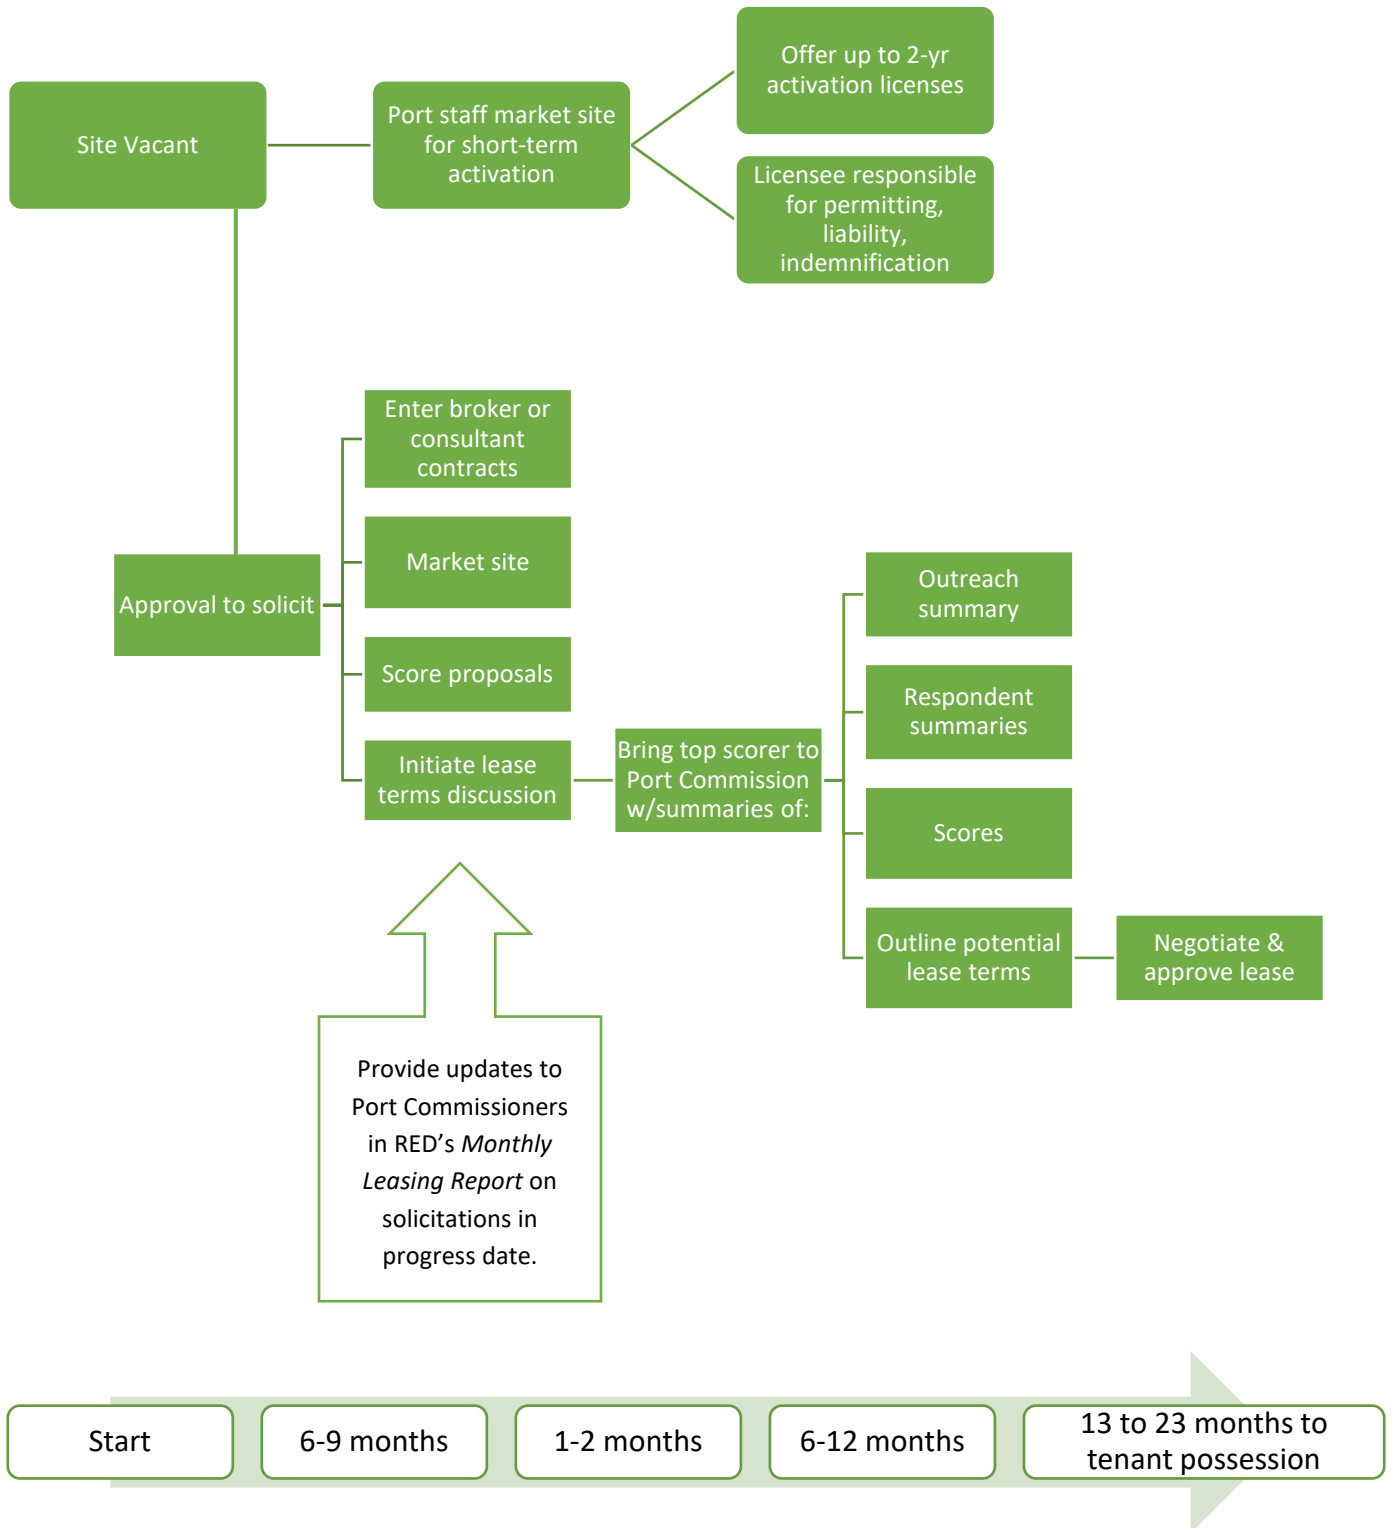 Site Vacant
Port staff market site
for short-term
activation
Offer up to 2-yr
activation licenses
Licensee responsible
for permitting,
liability,
indemnification
Approval to solicit
Enter broker or
consultant
contracts
Market site
Score proposals
Initiate lease
terms discussion
Bring top scorer to
Port Commission
w/summaries of:
Outreach
summary
Respondent
summaries
Scores
Outline potential
lease terms
Negotiate &
approve lease
Provide updates to
Port Commissioners
in RED’s Monthly
Leasing Report on
solicitations in
progress date.
Start
6-9 months
1-2 months
6-12 months
13 to 23 months to
tenant possession